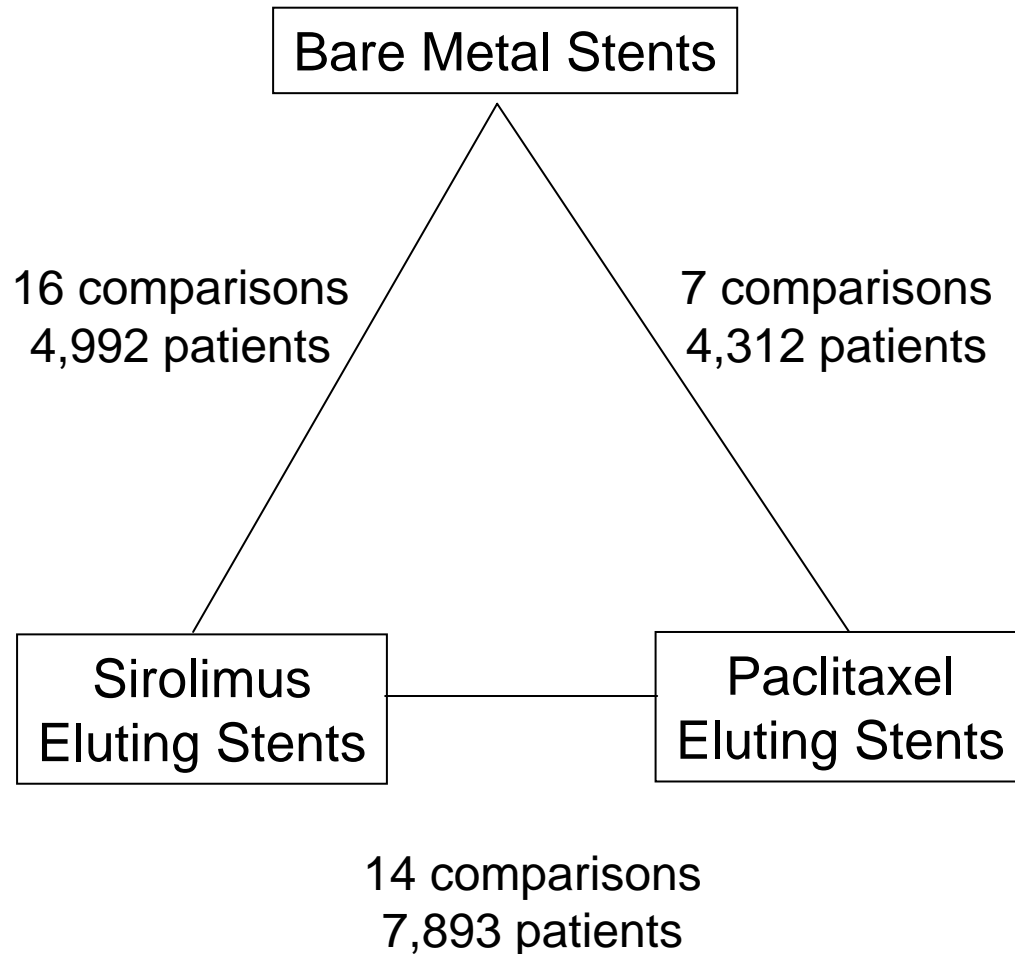 Bare Metal Stents
16 comparisons
4,992 patients
7 comparisons
4,312 patients
Sirolimus
Eluting Stents
Paclitaxel
Eluting Stents
14 comparisons
7,893 patients